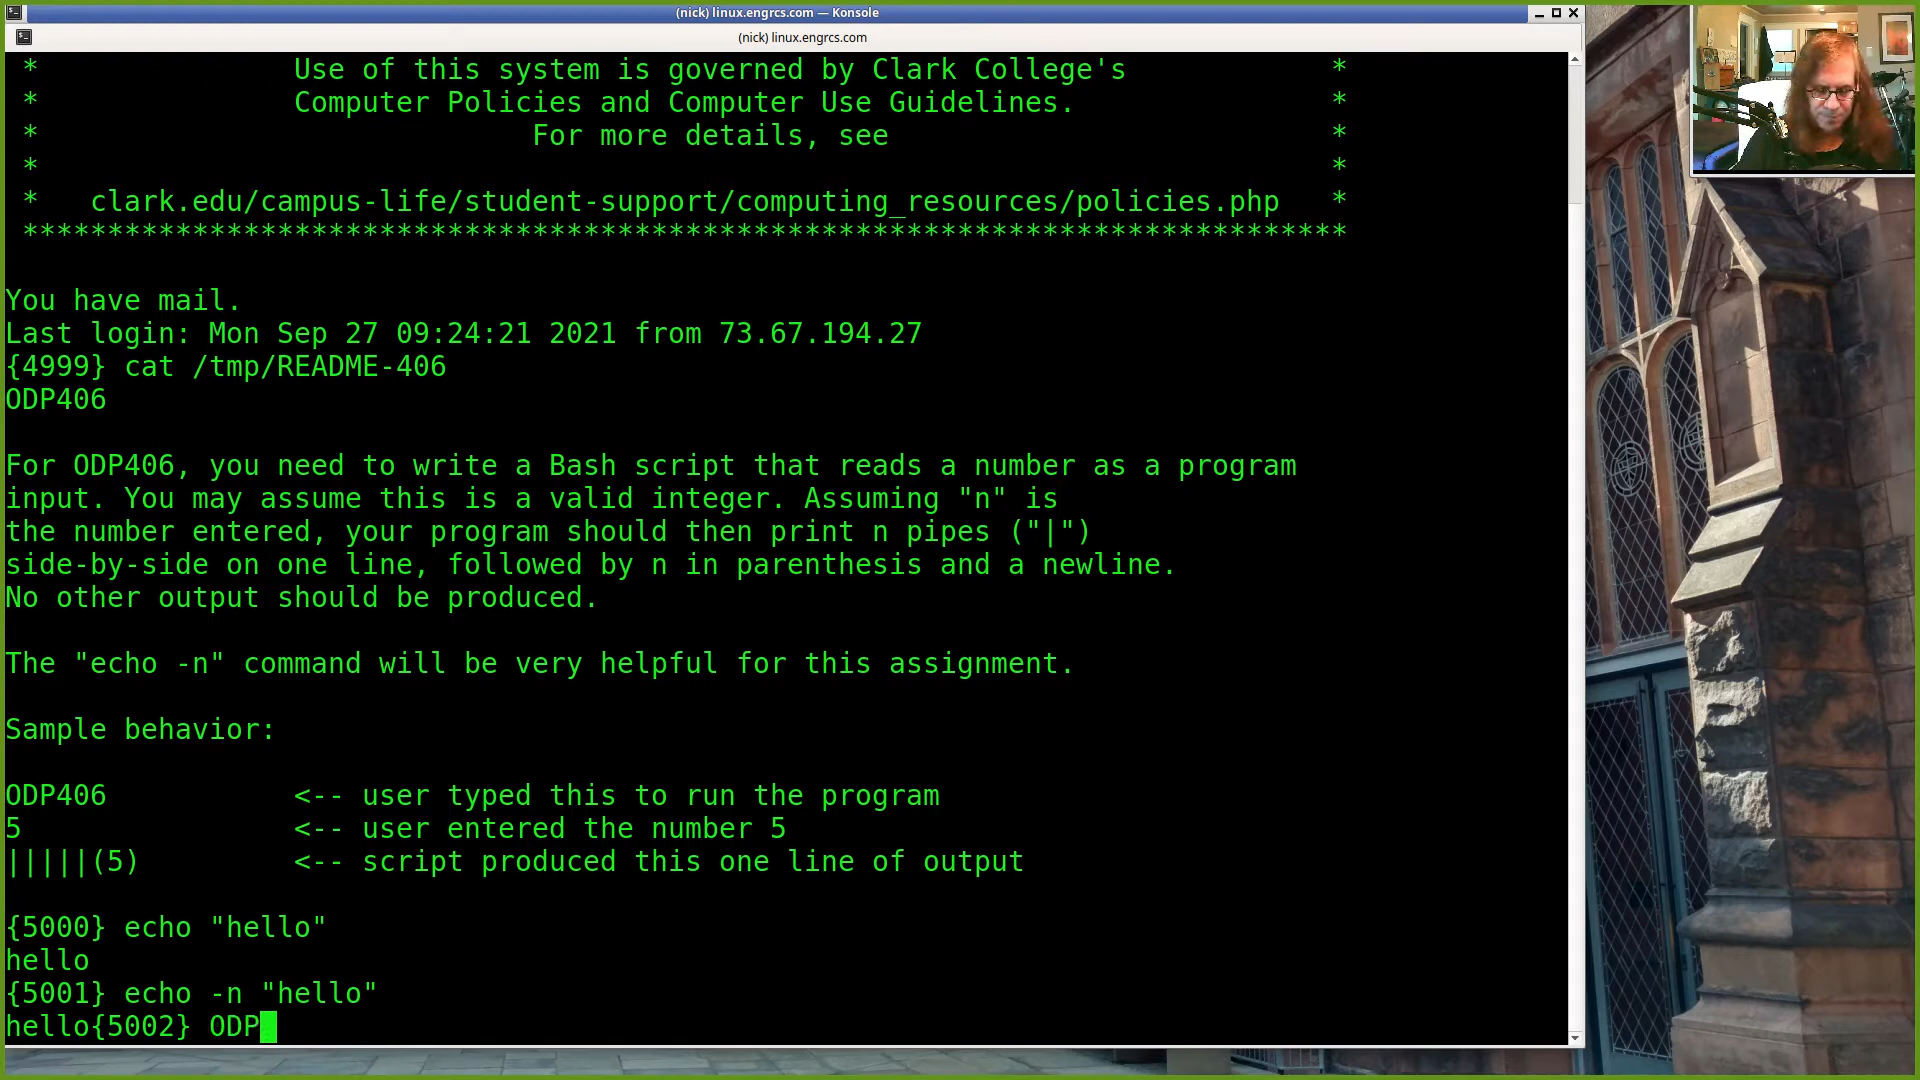 (nick) linux.engrcs.com — Konsole
(nick) linux.engrcs.com
* Use of this system is governed by Clark College's *
* Computer Policies and Computer Use Guidelines. *
* For more details, see *
* *
* clark.edu/campus-life/student-support/computing_resources/policies.php *
******************************************************************************
You have mail.
Last login: Mon Sep 27 09:24:21 2021 from 73.67.194.27
{4999} cat /tmp/README-406
ODP406
For ODP406, you need to write a Bash script that reads a number as a program
input. You may assume this is a valid integer. Assuming "n" is
the number entered, your program should then print n pipes ("|")
side-by-side on one line, followed by n in parenthesis and a newline.
No other output should be produced.
The "echo -n" command will be very helpful for this assignment.
Sample behavior:
ODP406 <-- user typed this to run the program
5 <-- user entered the number 5
|||||(5) <-- script produced this one line of output
{5000} echo "hello"
hello
{5001} echo -n "hello"
hello{5002} ODP